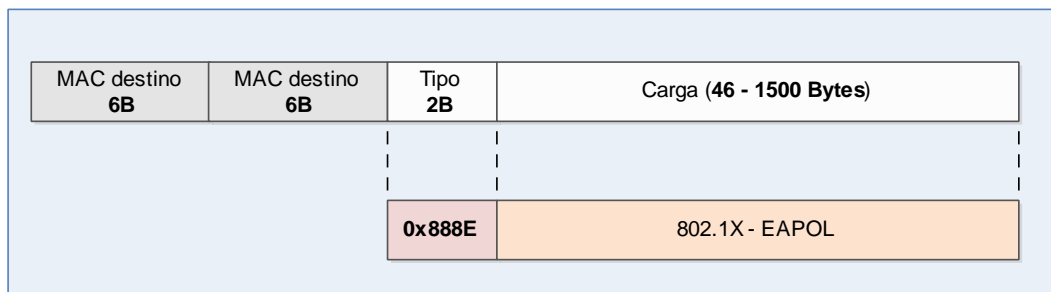 MAC destino
6B
MAC destino
6B
Tipo
2B
Carga (46 - 1500 Bytes)
0x888E
802.1X - EAPOL